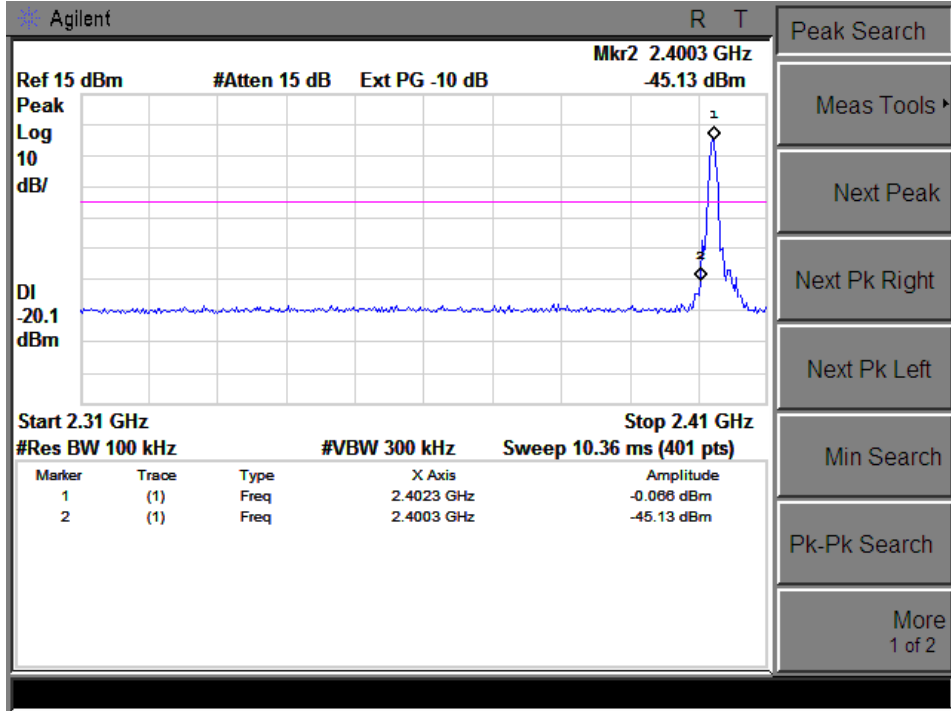 Agilent R T
Peak Search
Mkr2 2.4003 GHz
Ref 15 dBm #Atten 15 dB Ext PG -10 dB -45.13 dBm
Peak
Log
10
dB/
1
2
DI
-20.1
dBm
Start 2.31 GHz Stop 2.41 GHz
#Res BW 100 kHz #VBW 300 kHz Sweep 10.36 ms (401 pts)
Marker Trace Type X Axis Amplitude
1 (1) Freq 2.4023 GHz -0.066 dBm
2 (1) Freq 2.4003 GHz -45.13 dBm
Meas Tools
Next Peak
Next Pk Right
Next Pk Left
Min Search
Pk-Pk Search
More
1 of 2